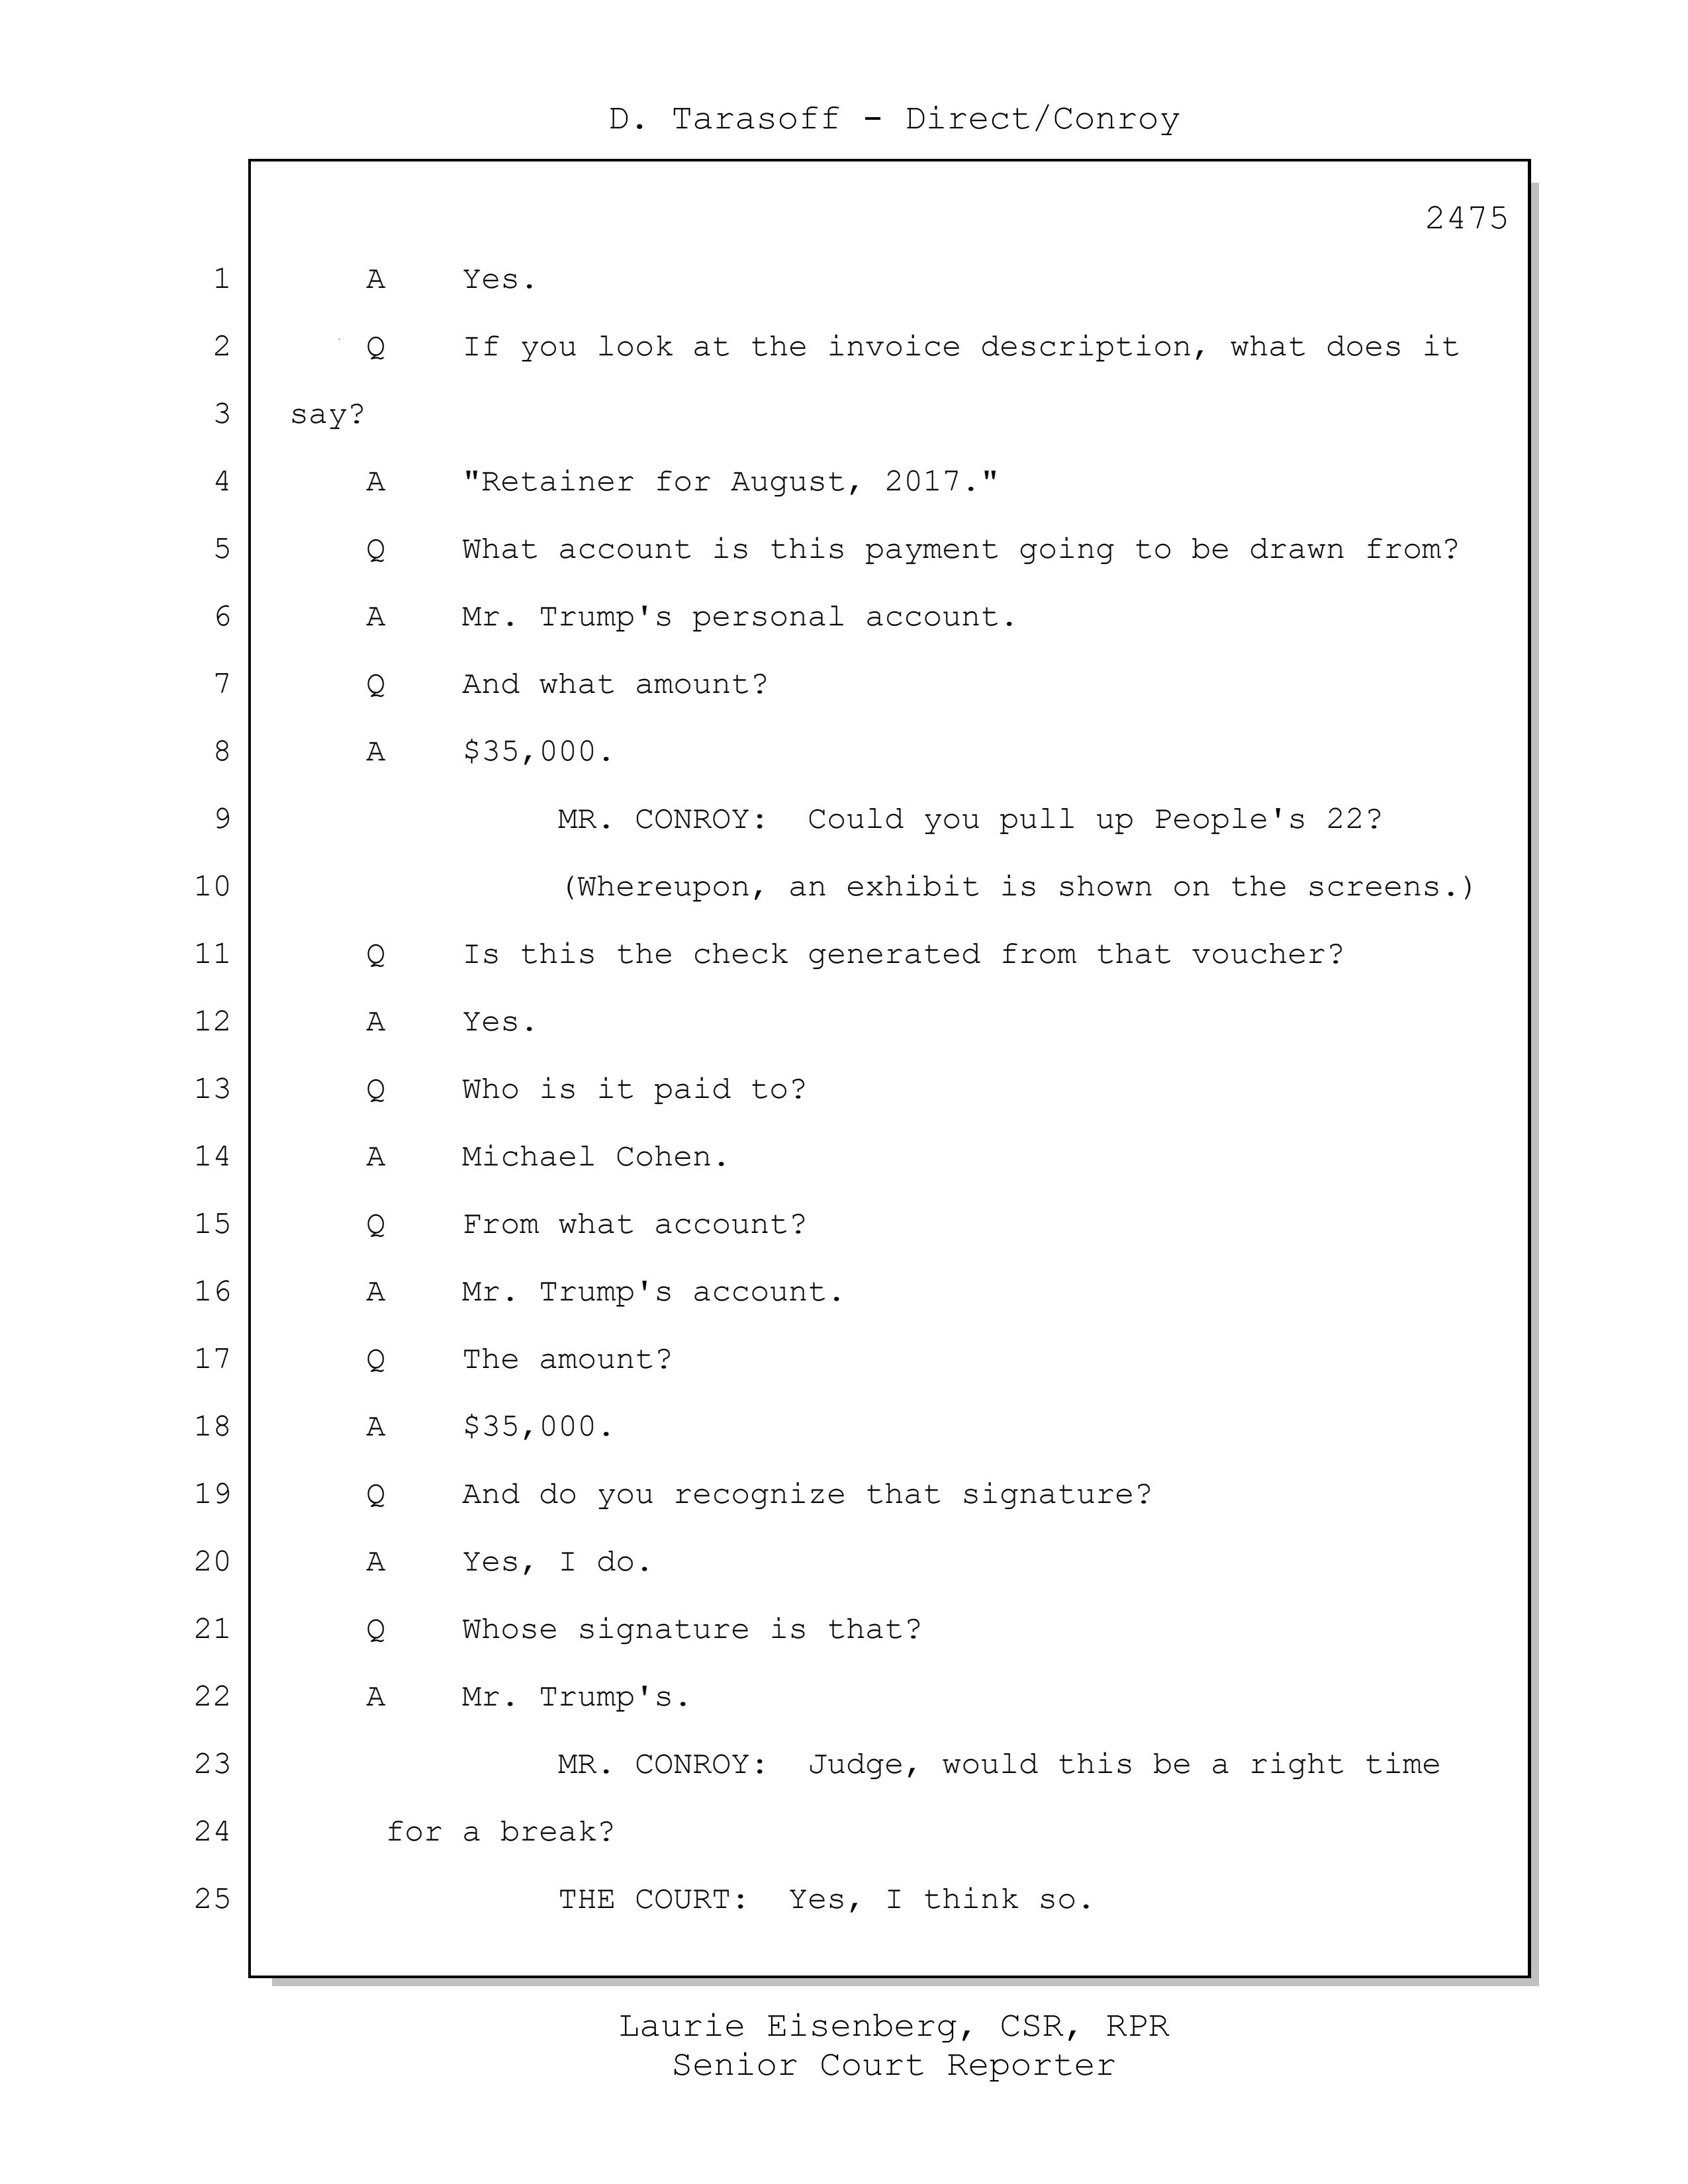 D. Tarasoff - Direct/Conroy
2475
1 A Yes.
2 Q If you look at the invoice description, what does it
3 say?
4 A "Retainer for August, 2017."
5 Q What account is this payment going to be drawn from?
6 A Mr. Trump's personal account.
7 Q And what amount?
8 A $35,000.
9 MR. CONROY: Could you pull up People's 22?
10 (Whereupon, an exhibit is shown on the screens.)
11 Q Is this the check generated from that voucher?
12 A Yes.
13 Q Who is it paid to?
14 A Michael Cohen.
15 Q From what account?
16 A Mr. Trump's account.
17 Q The amount?
18 A $35,000.
19 Q And do you recognize that signature?
20 A Yes, I do.
21 Q Whose signature is that?
22 A Mr. Trump's.
23 MR. CONROY: Judge, would this be a right time
24 for a break?
25 THE COURT: Yes, I think so.
Laurie Eisenberg, CSR, RPR
Senior Court Reporter